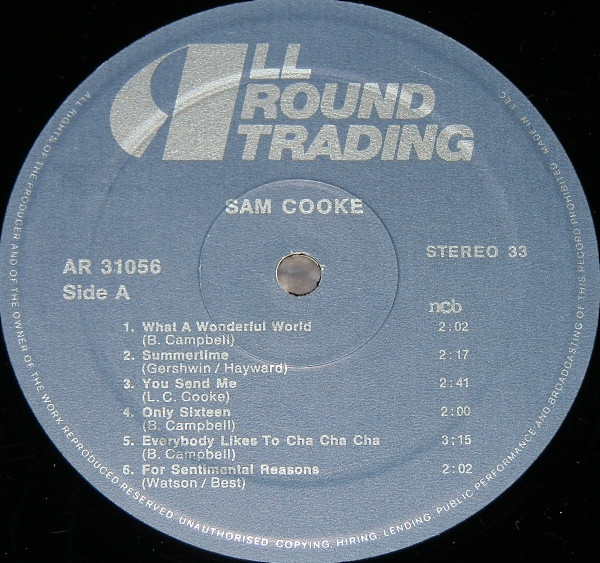 ALL
ROUND
TRADING
SAM COOKE
AR 31056
Side A
STEREO 33
ncb
1. What A Wonderful World 2:02
(B. Campbell)
2. Summertime 2:17
(Gershwin / Hayward)
3. You Send Me 2:41
(L. C. Cooke)
4. Only Sixteen 2:00
(B. Campbell)
5. Everybody Likes To Cha Cha Cha 3:15
(B. Campbell)
6. For Sentimental Reasons 2:02
(Watson / Best)
ALL RIGHTS OF THE PRODUCER AND OF THE OWNER OF THE WORK REPRODUCED RESERVED. UNAUTHORISED COPYING, HIRING, LENDING, PUBLIC PERFORMANCE AND BROADCASTING OF THIS RECORD PROHIBITED. MADE IN EEC